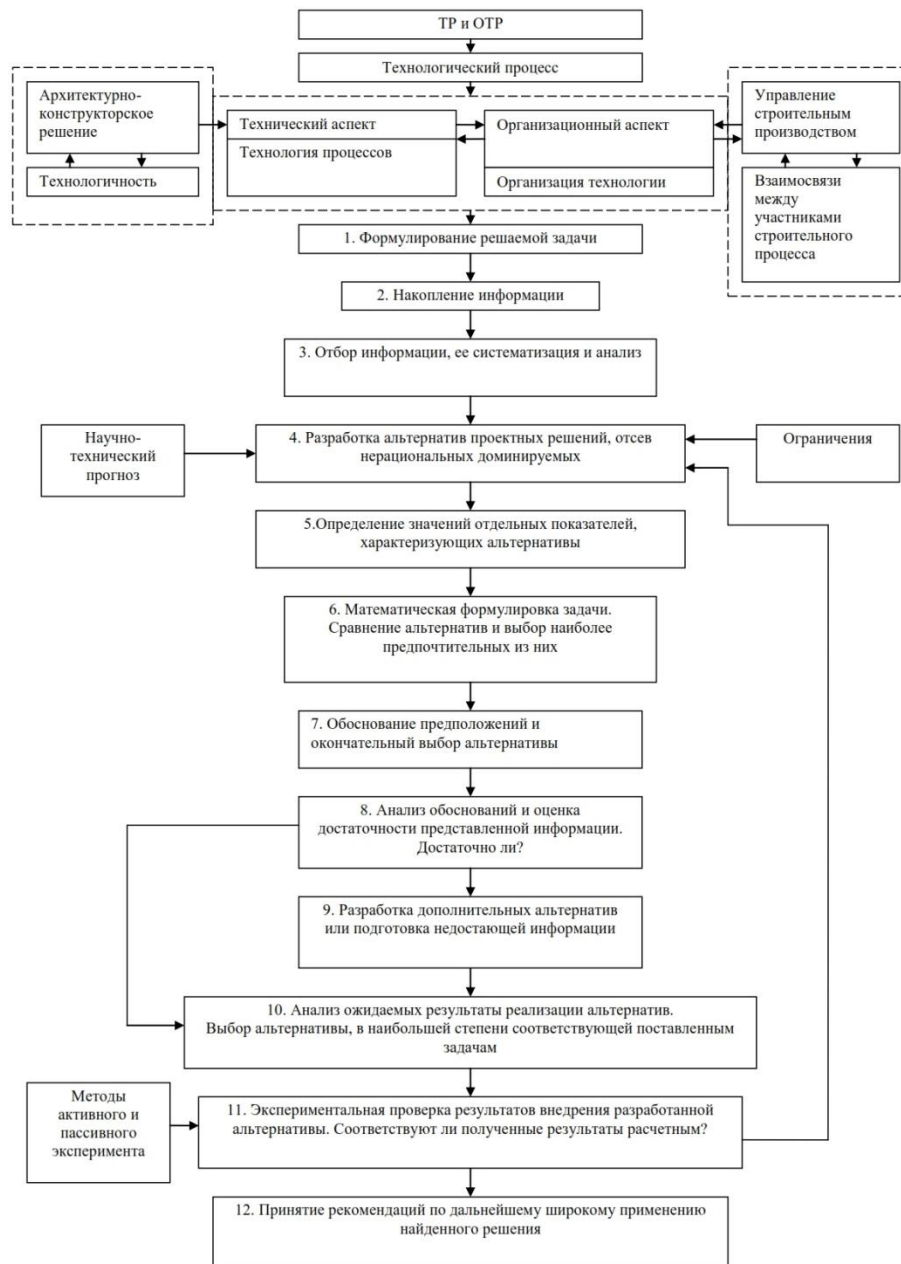 ТР и ОТР
Технологический процесс
Архитектурно-
конструкторское
решение
Технологичность
Технический аспект
Технология процессов
Организационный аспект
Организация технологии
Управление
строительным
производством
Взаимосвязи
между
участниками
строительного
процесса
1. Формулирование решаемой задачи
2. Накопление информации
3. Отбор информации, ее систематизация и анализ
Научно-
технический
прогноз
4. Разработка альтернатив проектных решений, отсев
нерациональных доминируемых
Ограничения
5.Определение значений отдельных показателей,
характеризующих альтернативы
6. Математическая формулировка задачи.
Сравнение альтернатив и выбор наиболее
предпочтительных из них
7. Обоснование предположений и
окончательный выбор альтернативы
8. Анализ обоснований и оценка
достаточности представленной информации.
Достаточно ли?
9. Разработка дополнительных альтернатив
или подготовка недостающей информации
10. Анализ ожидаемых результаты реализации альтернатив.
Выбор альтернативы, в наибольшей степени соответствующей поставленным
задачам
Методы
активного и
пассивного
эксперимента
11. Экспериментальная проверка результатов внедрения разработанной
альтернативы. Соответствуют ли полученные результаты расчетным?
12. Принятие рекомендаций по дальнейшему широкому применению
найденного решения